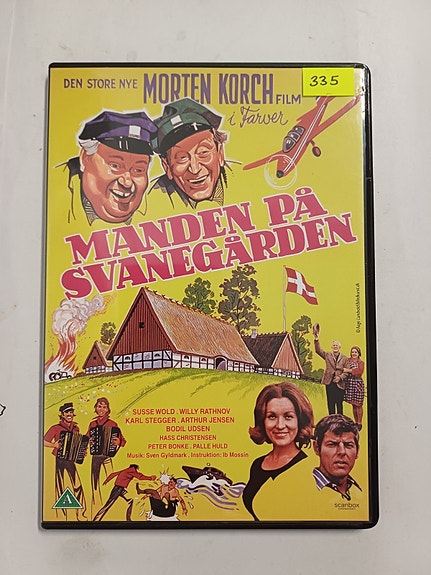 335
DEN STORE NYE MORTEN KORCH FILM
i Farver
MANDEN PÅ
SVANEGÅRDEN
SUSSE WOLD . WILLY RATHNOV
KARL STEGGER . ARTHUR JENSEN
BODIL UDSEN
HASS CHRISTENSEN
PETER BONKE . PALLE HULD
Musik: Sven Gyldmark . Instruktion: Ib Mossin
A
scanbox